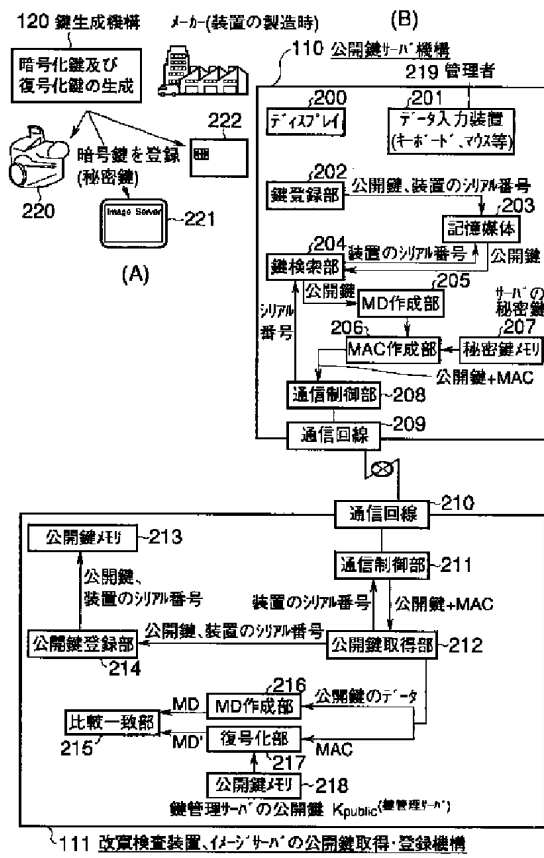 120 鍵生成機構
暗号化鍵及び
復号化鍵の生成
メーカー(装置の製造時)
222
暗号鍵を登録
(秘密鍵)
220
Image Server
221
(A)
(B)
110 公開鍵サーバ機構
219 管理者
200
ディスプレイ
201
データ入力装置
(キーボード、マウス等)
202
鍵登録部
公開鍵、装置のシリアル番号
203
記憶媒体
204
装置のシリアル番号
鍵検索部
公開鍵
公開鍵
205
MD作成部
シリアル
番号
サーバの
秘密鍵
206
207
MAC作成部
秘密鍵メモリ
公開鍵+MAC
通信制御部
208
209
通信回線
210
通信回線
公開鍵メモリ
213
通信制御部
211
公開鍵、
装置のシリアル番号
装置のシリアル番号
公開鍵+MAC
公開鍵、装置のシリアル番号
公開鍵登録部
公開鍵取得部
212
214
216
MD
MD作成部
公開鍵のデータ
比較一致部
215
MD'
復号化部
MAC
217
公開鍵メモリ
218
鍵管理サーバの公開鍵 Kpublic(鍵管理サーバ)
111 改竄検査装置、イメージサーバの公開鍵取得・登録機構